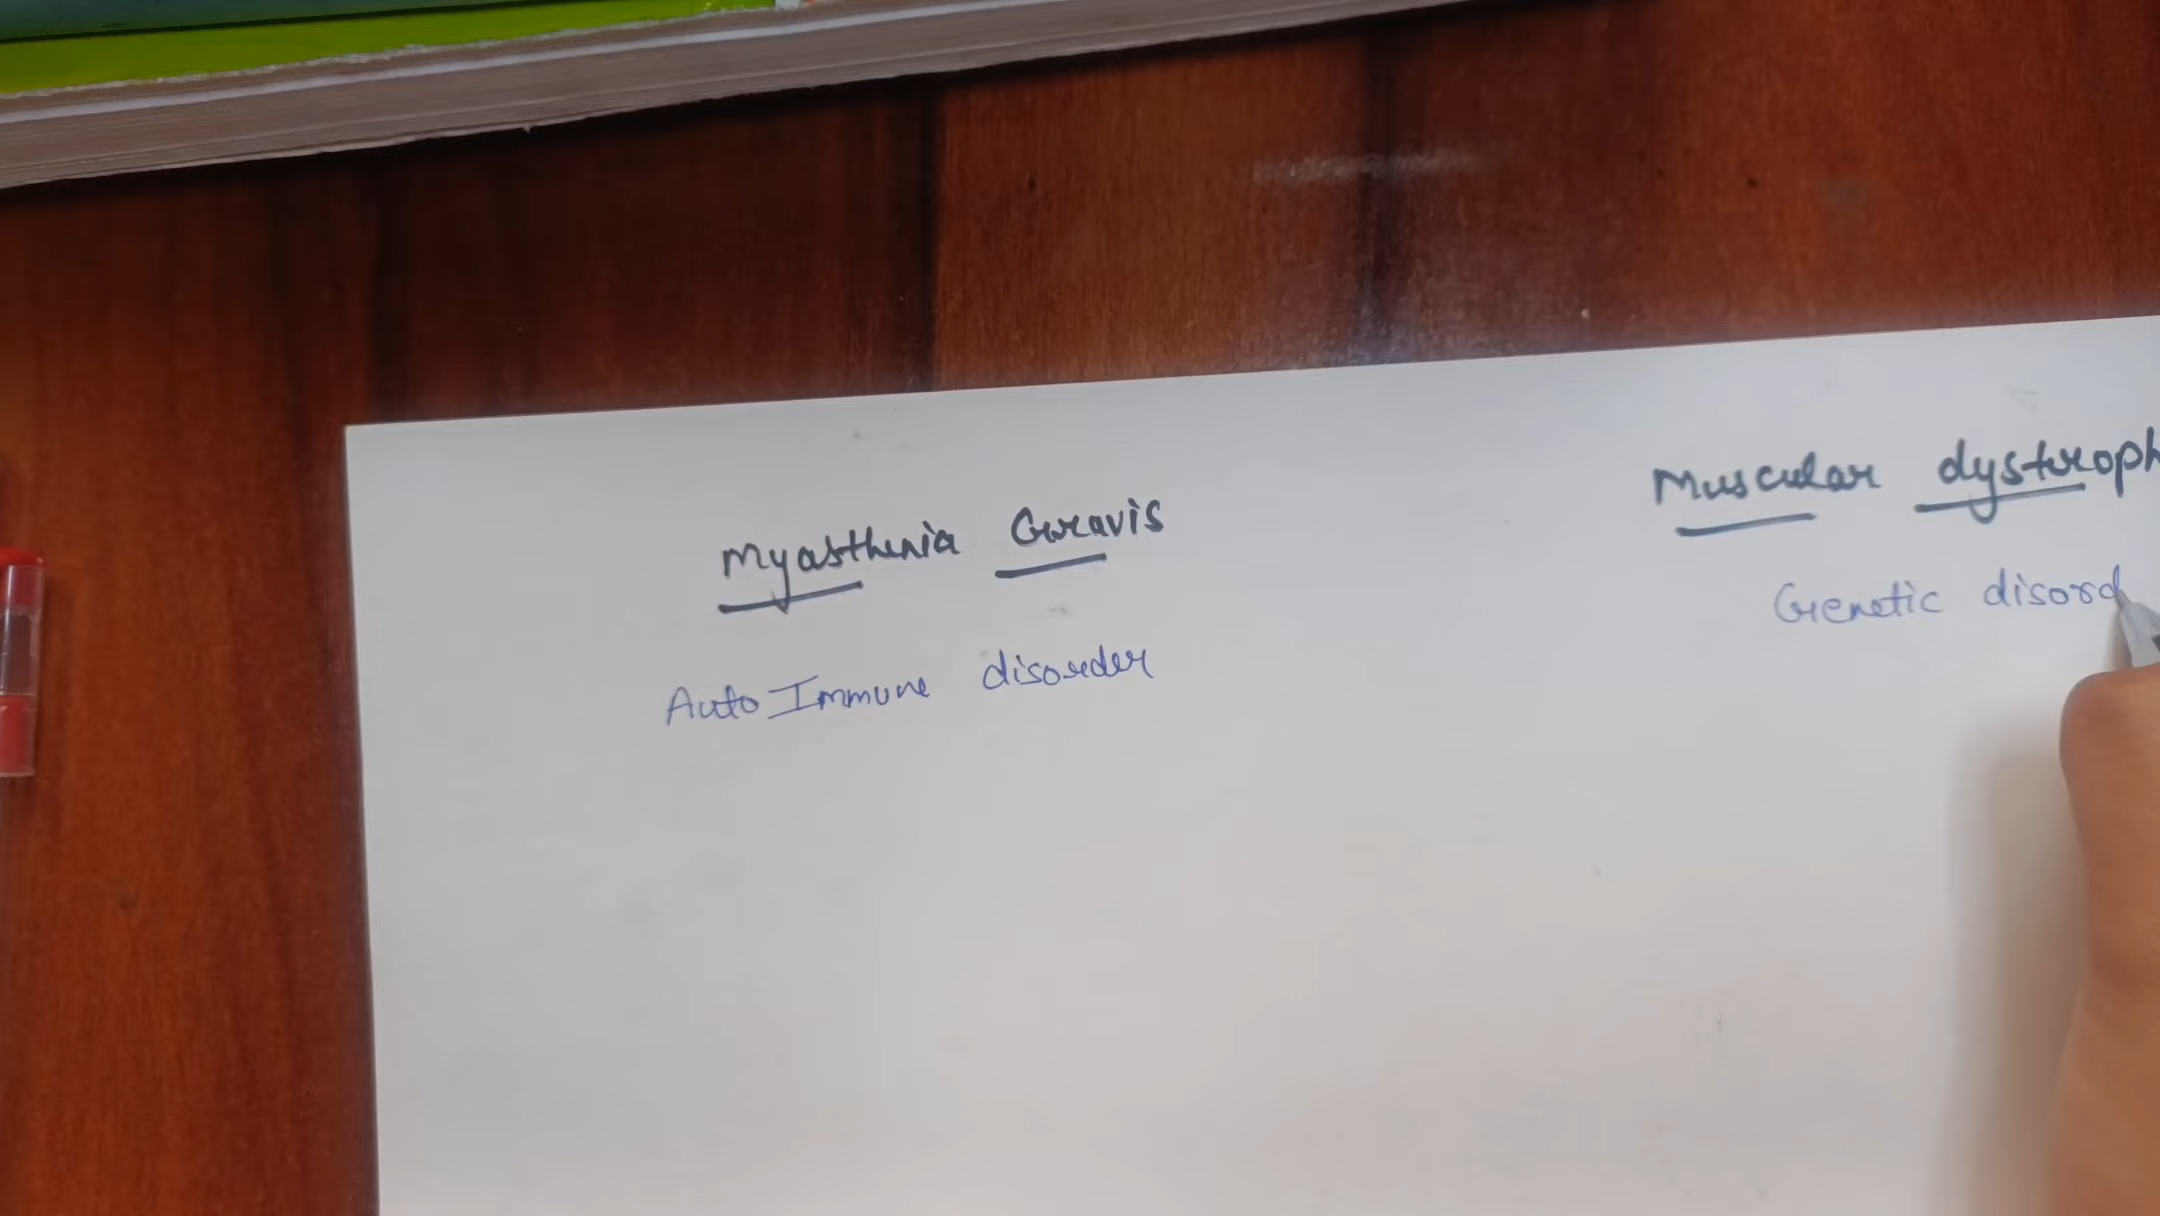 Myasthenia Gravis
Auto Immune disorder
Muscular dystroph
Genetic disord